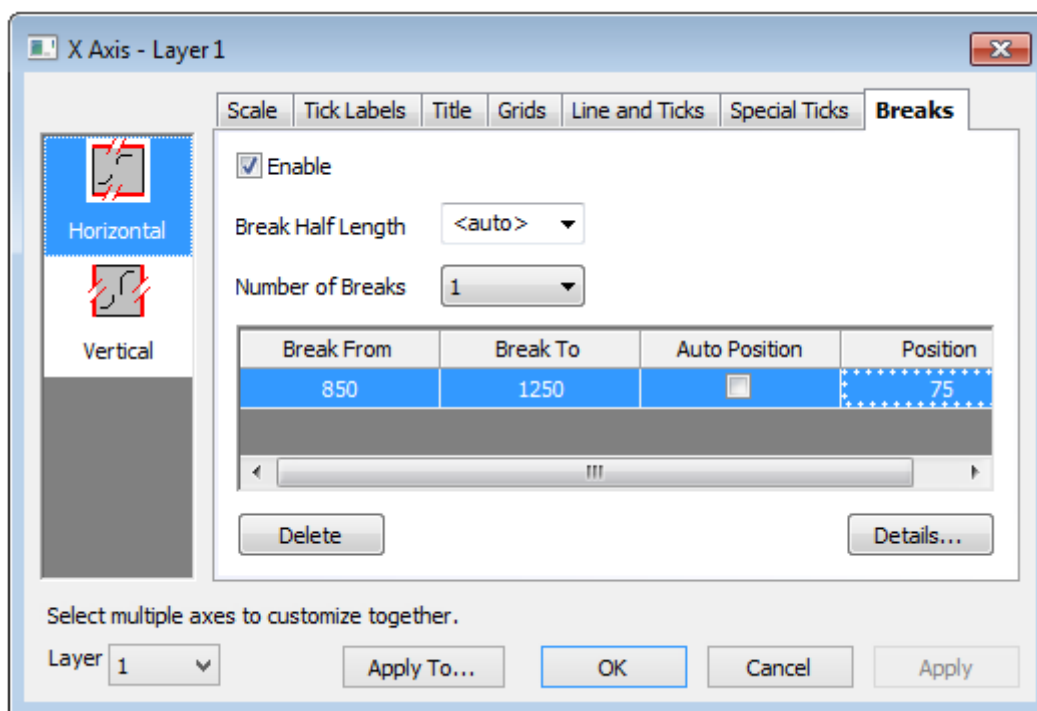 X Axis - Layer 1
Scale Tick Labels Title Grids Line and Ticks Special Ticks Breaks
Horizontal
Vertical
Enable
Break Half Length <auto>
Number of Breaks 1
Break From Break To Auto Position Position
850 1250 75
Delete Details...
Select multiple axes to customize together.
Layer 1 Apply To... OK Cancel Apply